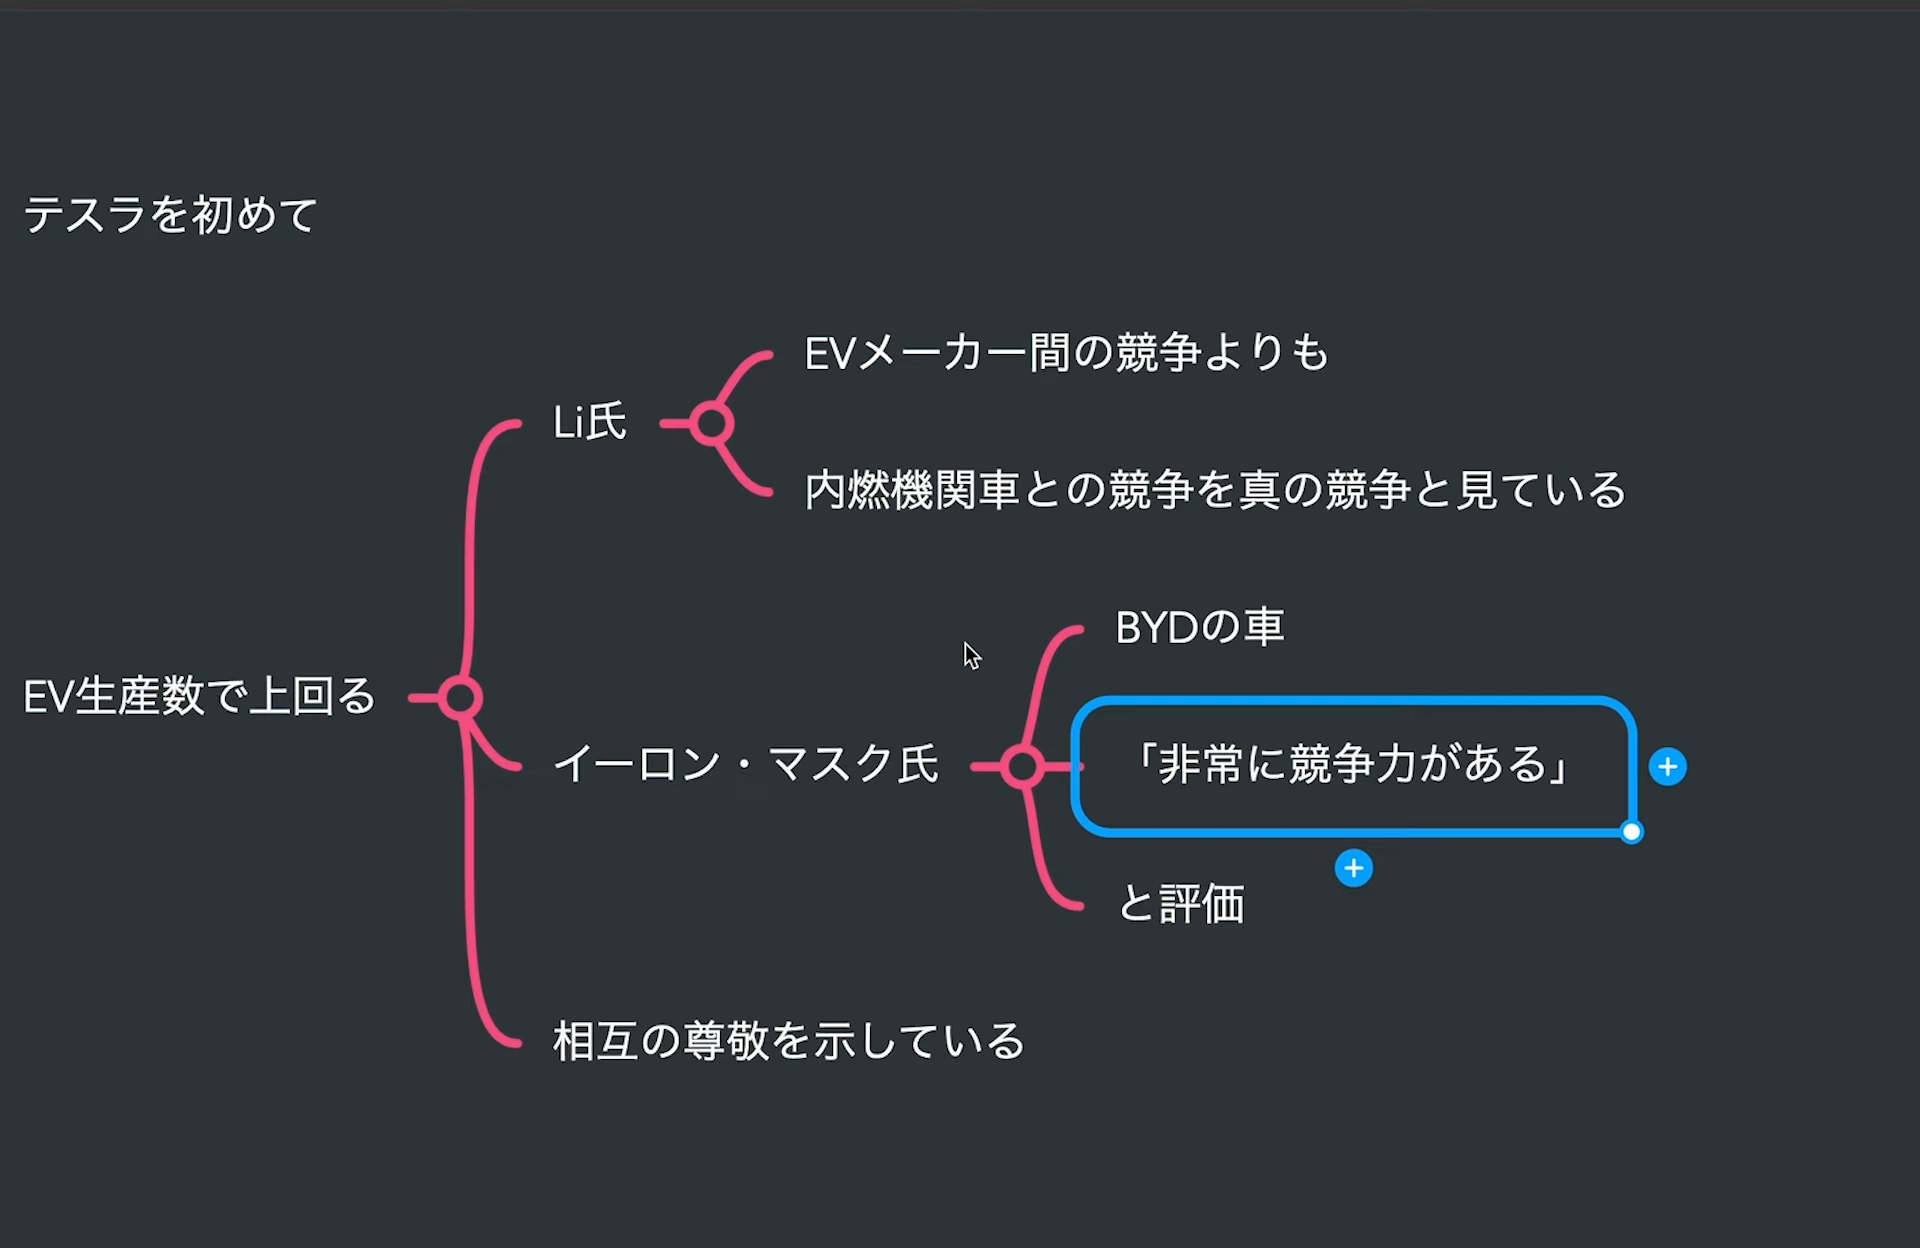 テスラを初めて
EVメーカー間の競争よりも
Li氏
内燃機関車との競争を真の競争と見ている
BYDの車
EV生産数で上回る
イーロン・マスク氏
「非常に競争力がある」
と評価
相互の尊敬を示している